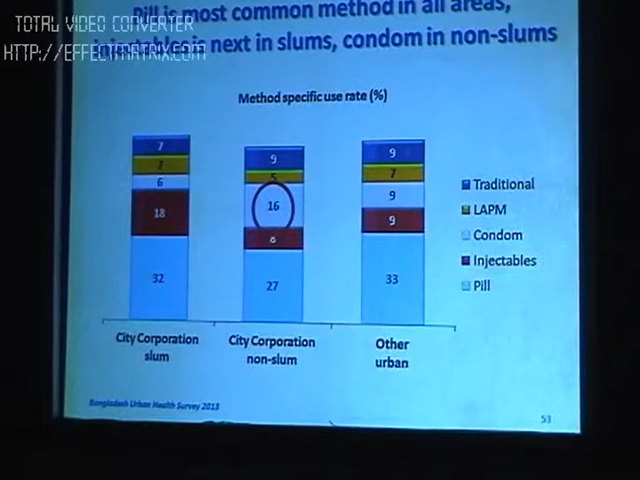 Pill is most common method in all areas,
TOTAL VIDEO CONVERTER
HTTP://EFFECTMATRIX.COM
injectables is next in slums, condom in non-slums
Method specific use rate (%)
7 9 9
7 5 7
6 16 9
18 8 9
32 27 33
Traditional
LAPM
Condom
Injectables
Pill
City Corporation slum
City Corporation non-slum
Other urban
Bangladesh Urban Health Survey 2013
53